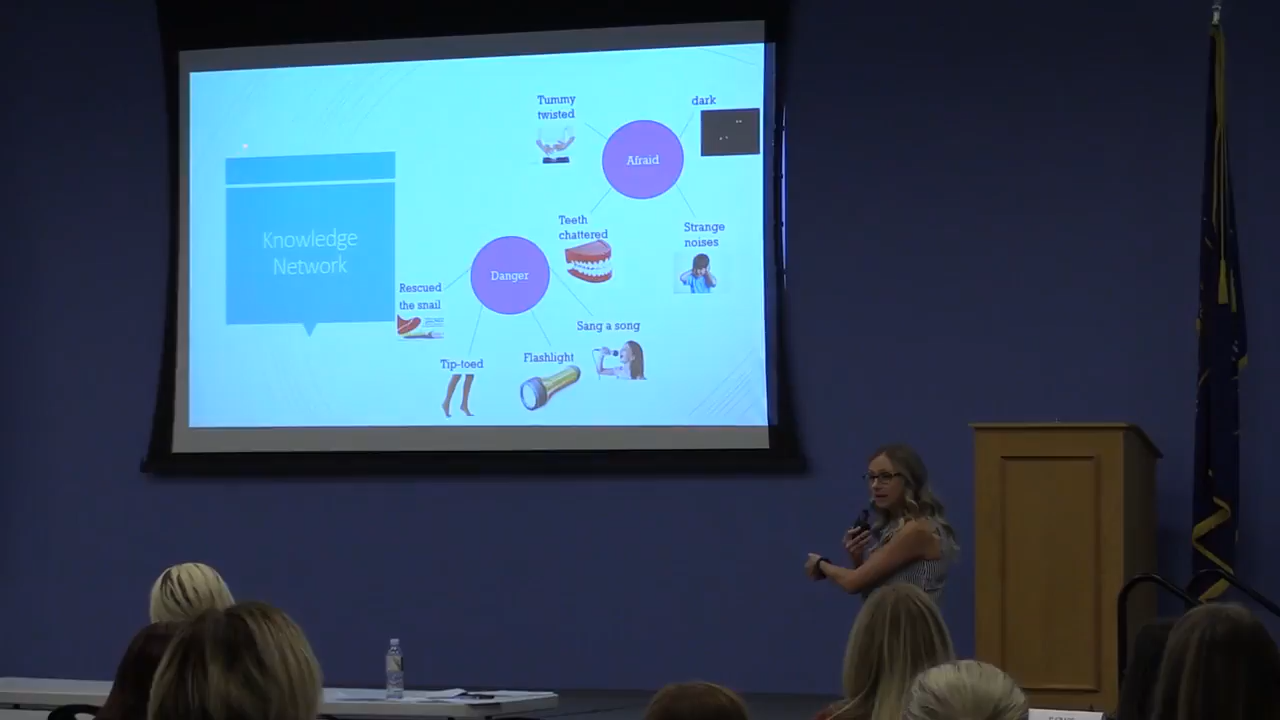 Knowledge
Network
Tummy
twisted
dark
Afraid
Teeth
chattered
Strange
noises
Danger
Rescued
the snail
Tip-toed
Flashlight
Sang a song